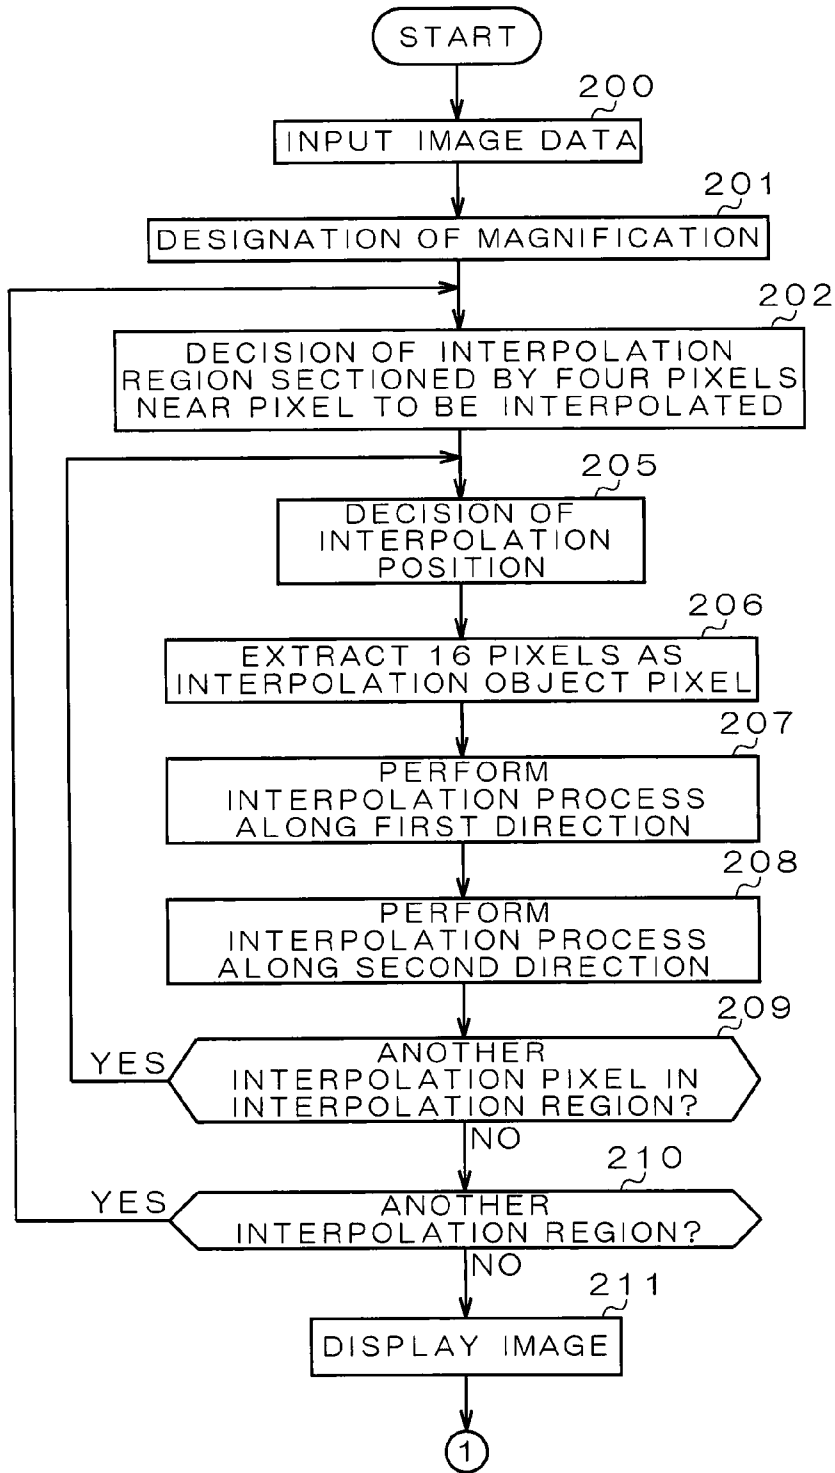 START
200
INPUT IMAGE DATA
201
DESIGNATION OF MAGNIFICATION
202
DECISION OF INTERPOLATION
REGION SECTIONED BY FOUR PIXELS
NEAR PIXEL TO BE INTERPOLATED
205
DECISION OF
INTERPOLATION
POSITION
206
EXTRACT 16 PIXELS AS
INTERPOLATION OBJECT PIXEL
207
PERFORM
INTERPOLATION PROCESS
ALONG FIRST DIRECTION
208
PERFORM
INTERPOLATION PROCESS
ALONG SECOND DIRECTION
209
YES
ANOTHER
INTERPOLATION PIXEL IN
INTERPOLATION REGION?
NO
210
YES
ANOTHER
INTERPOLATION REGION?
NO
211
DISPLAY IMAGE
1